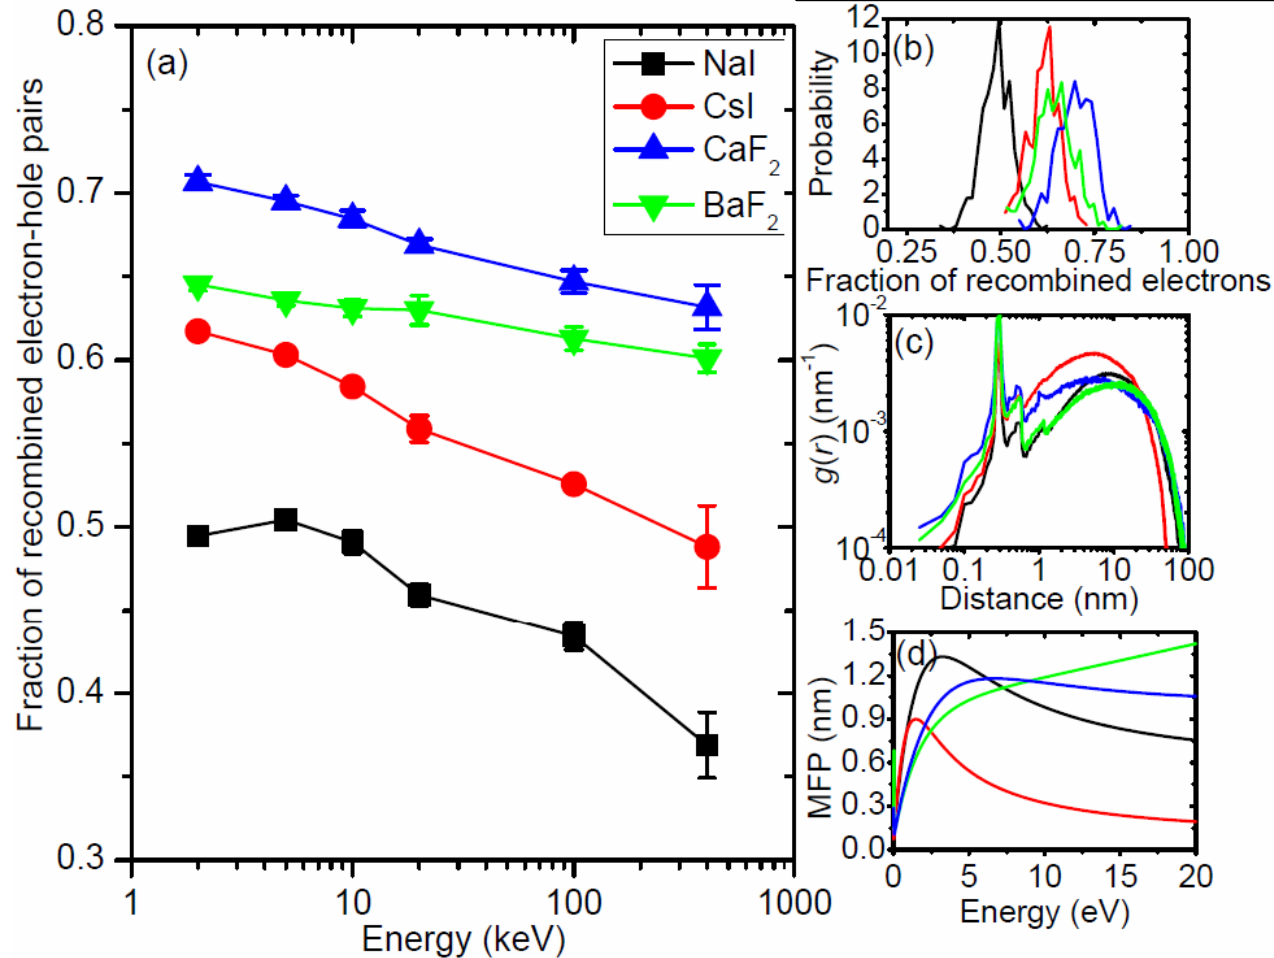 (a)
Fraction of recombined electron-hole pairs
0.8
0.7
0.6
0.5
0.4
0.3
1 10 100 1000
Energy (keV)
NaI
CsI
CaF2
BaF2
(b)
Probability
12
10
8
6
4
2
0
0.25 0.50 0.75 1.00
Fraction of recombined electrons
(c)
g(r) (nm-1)
10-2
10-3
10-4
0.01 0.1 1 10 100
Distance (nm)
(d)
MFP (nm)
1.5
1.2
0.9
0.6
0.3
0.0
0 5 10 15 20
Energy (eV)